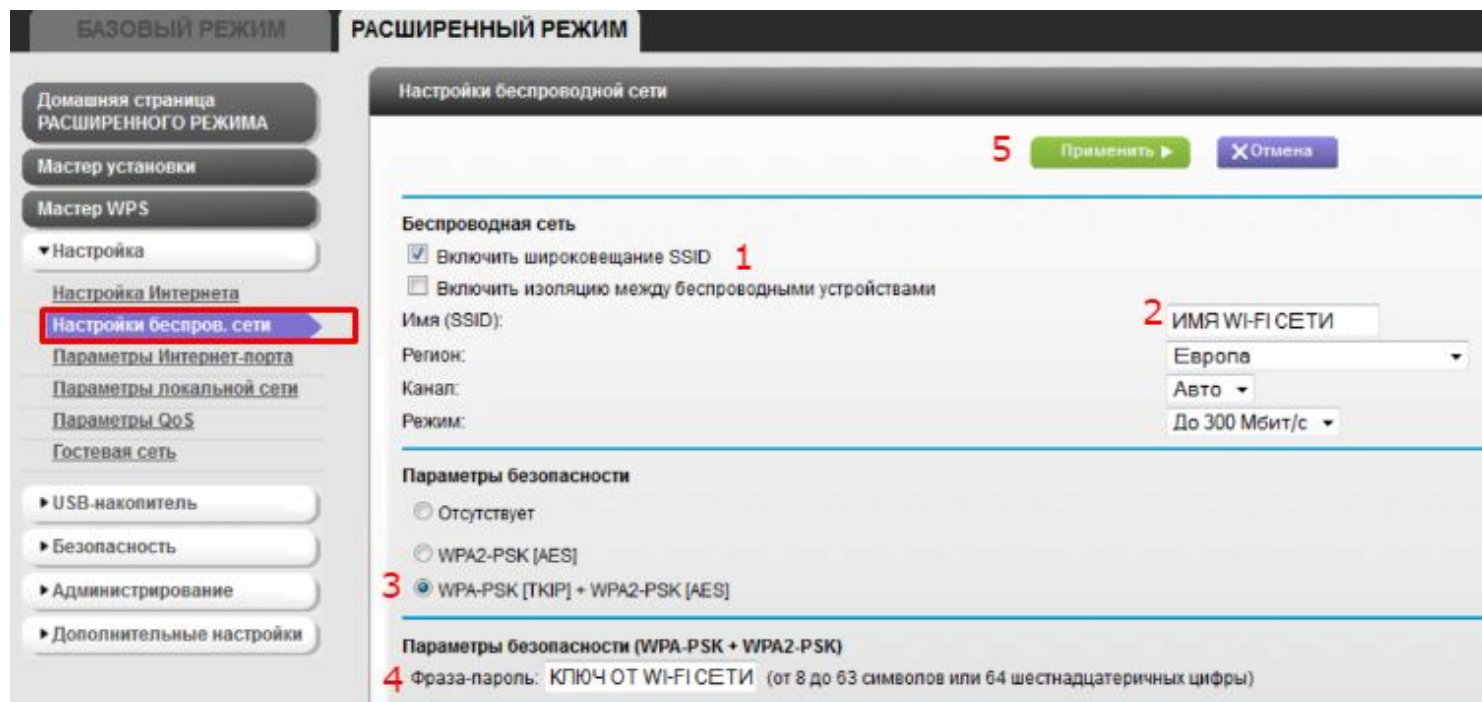 БАЗОВЫЙ РЕЖИМ
РАСШИРЕННЫЙ РЕЖИМ
Домашняя страница
РАСШИРЕННОГО РЕЖИМА
Мастер установки
Мастер WPS
▼Настройка
Настройка Интернета
Настройки беспров. сети
Параметры Интернет-порта
Параметры локальной сети
Параметры QoS
Гостевая сеть
►USB-накопитель
►Безопасность
►Администрирование
►Дополнительные настройки
Настройки беспроводной сети
5 Применить ► XОтмена
Беспроводная сеть
Включить широковещание SSID 1
Включить изоляцию между беспроводными устройствами
Имя (SSID): 2 ИМЯ WI-FI СЕТИ
Регион: Европа
Канал: Авто
Режим: До 300 Мбит/с
Параметры безопасности
Отсутствует
WPA2-PSK [AES]
3 WPA-PSK [TKIP] + WPA2-PSK [AES]
Параметры безопасности (WPA-PSK + WPA2-PSK)
4 Фраза-пароль: КЛЮЧ ОТ WI-FI СЕТИ (от 8 до 63 символов или 64 шестнадцатеричных цифры)